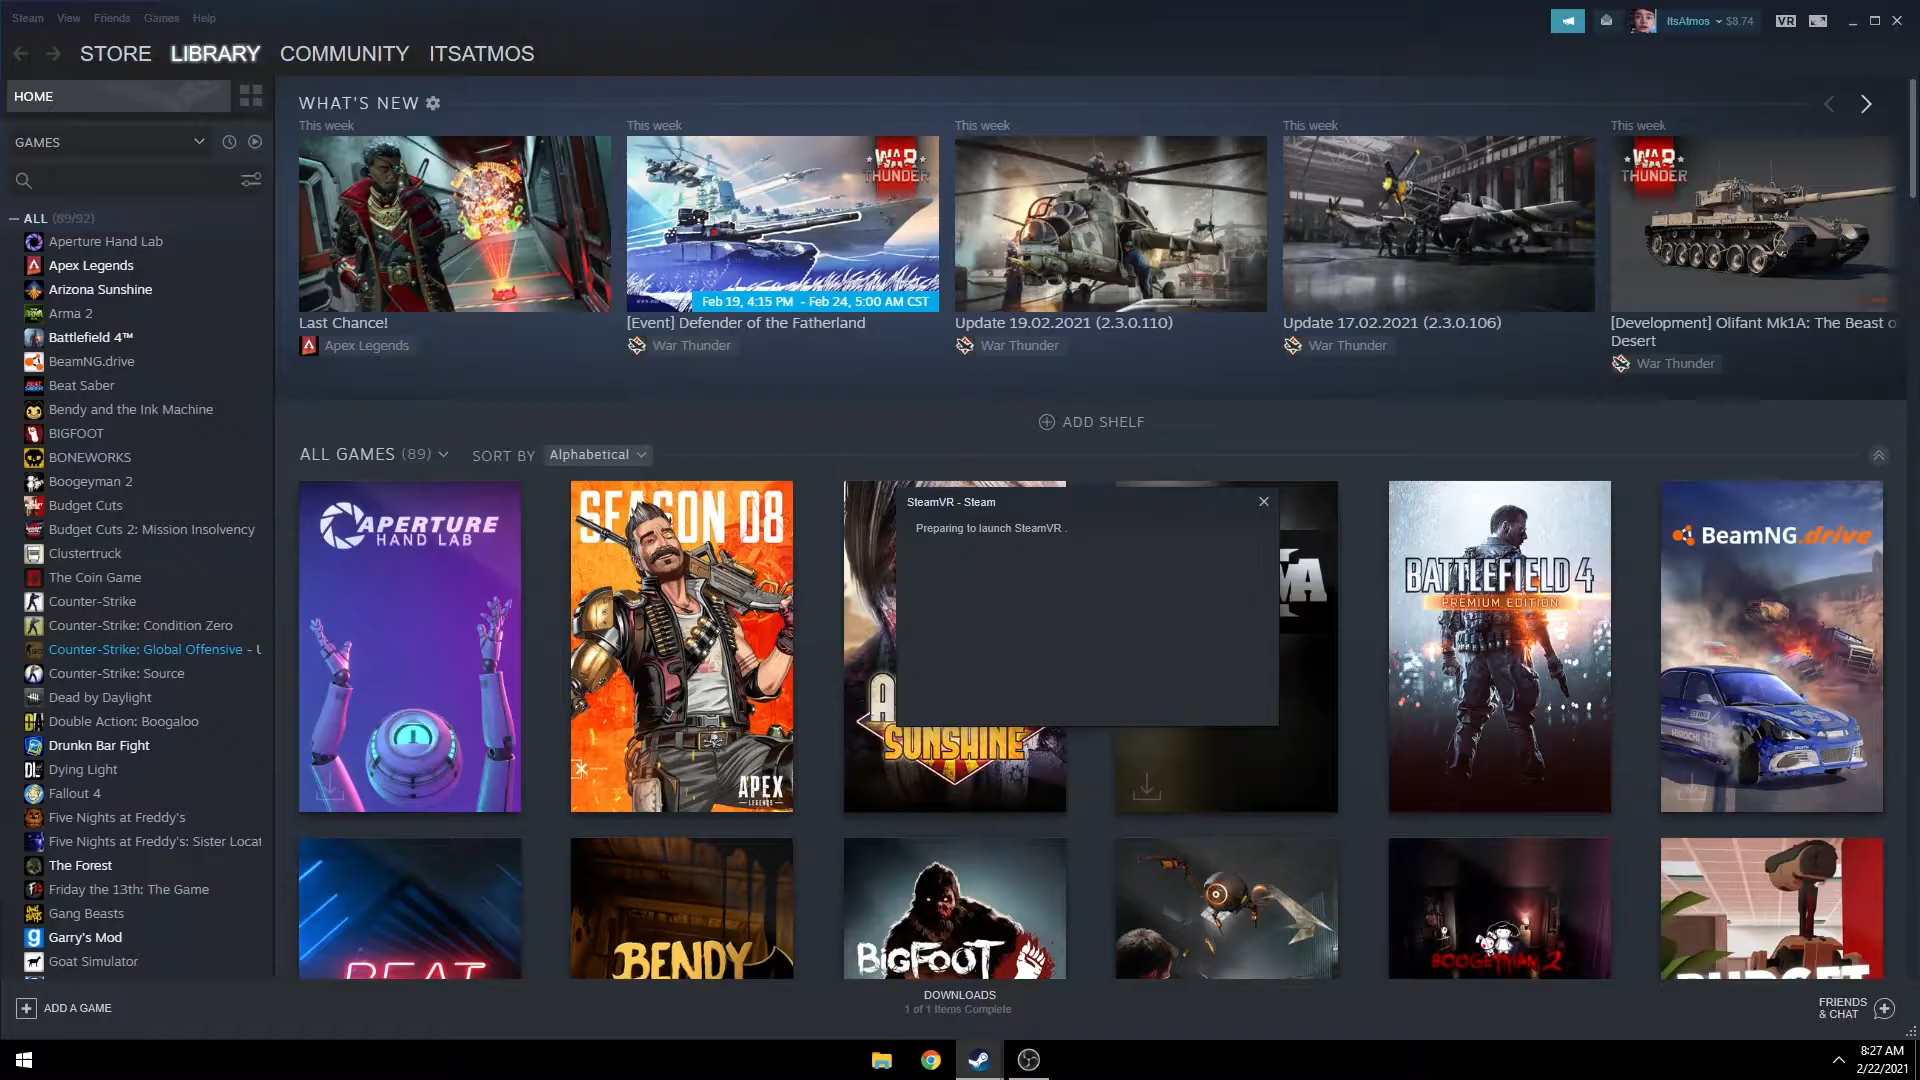 Steam View Friends Games Help
ItsAtmos $8.74 VR
STORE LIBRARY COMMUNITY ITSATMOS
HOME
GAMES
ALL (89/92)
Aperture Hand Lab
Apex Legends
Arizona Sunshine
Arma 2
Battlefield 4™
BeamNG.drive
Beat Saber
Bendy and the Ink Machine
BIGFOOT
BONEWORKS
Boogeyman 2
Budget Cuts
Budget Cuts 2: Mission Insolvency
Clustertruck
The Coin Game
Counter-Strike
Counter-Strike: Condition Zero
Counter-Strike: Global Offensive - U
Counter-Strike: Source
Dead by Daylight
Double Action: Boogaloo
Drunkn Bar Fight
Dying Light
Fallout 4
Five Nights at Freddy's
Five Nights at Freddy's: Sister Locat
The Forest
Friday the 13th: The Game
Gang Beasts
Garry's Mod
Goat Simulator
WHAT'S NEW
This week
This week
This week
This week
This week
WAR THUNDER
WAR THUNDER
Feb 19, 4:15 PM - Feb 24, 5:00 AM CST
Last Chance!
Apex Legends
[Event] Defender of the Fatherland
War Thunder
Update 19.02.2021 (2.3.0.110)
War Thunder
Update 17.02.2021 (2.3.0.106)
War Thunder
[Development] Olifant Mk1A: The Beast o
Desert
War Thunder
ADD SHELF
ALL GAMES (89) SORT BY Alphabetical
APERTURE
HAND LAB
SEASON 08
APEX
LEGENDS
SUNSHINE
SteamVR - Steam
Preparing to launch SteamVR .
BATTLEFIELD 4
PREMIUM EDITION
BeamNG.drive
BEAT
BENDY
BIGFOOT
BOOGEYMAN 2
BUDGET
ADD A GAME
DOWNLOADS
1 of 1 Items Complete
FRIENDS
& CHAT
8:27 AM
2/22/2021